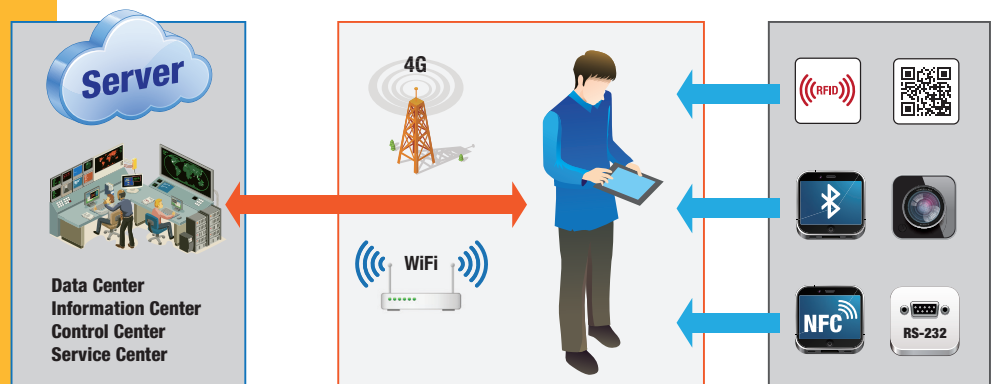 Server
Data Center
Information Center
Control Center
Service Center
4G
WiFi
RFID
NFC
RS-232